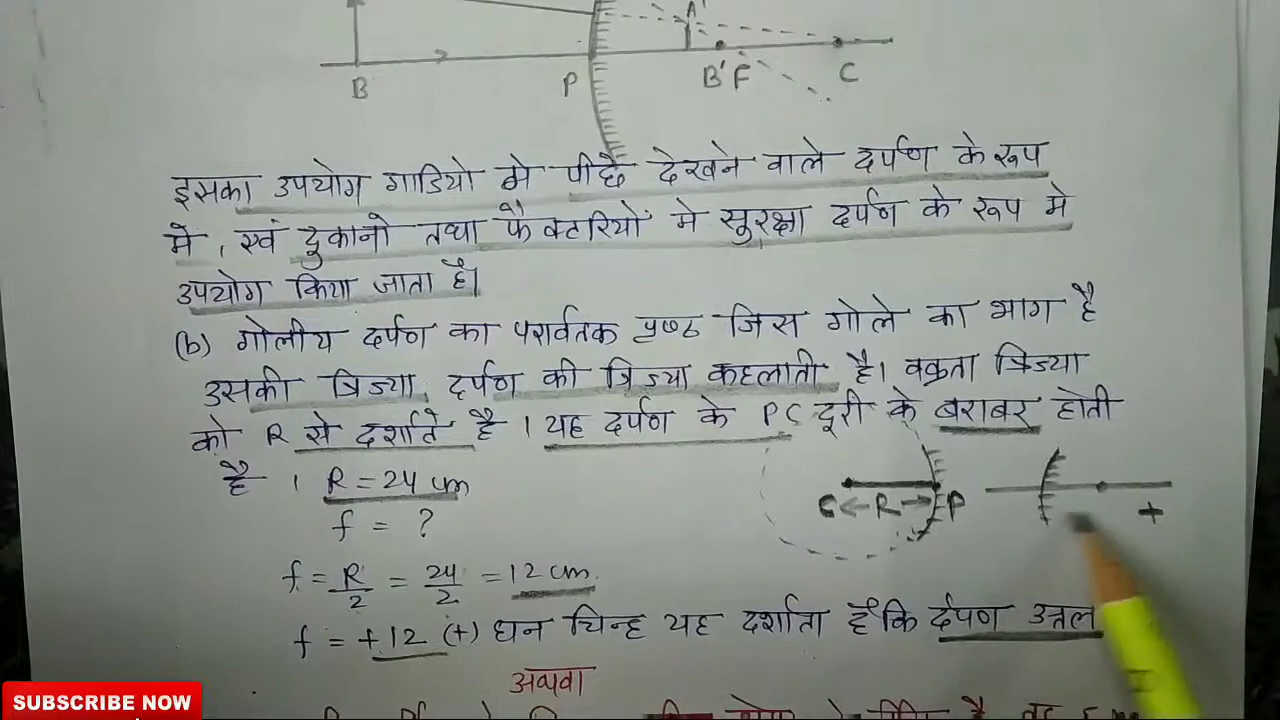 A'
B P B' F C
इसका उपयोग गाडियो मे पीछे देखने वाले दर्पण के रूप
मे, एवं दुकानो तथा फैक्टरियों मे सुरक्षा दर्पण के रूप मे
उपयोग किया जाता है।
(b) गोलीय दर्पण का परावर्तक पृष्ठ जिस गोले का भाग है
उसकी त्रिज्या, दर्पण की त्रिज्या कहलाती है। वक्रता त्रिज्या
को R से दर्शाते है । यह दर्पण के PC दूरी के बराबर होती
है । R = 24 cm
C <- R -> P +
f = ?
f = R/2 = 24/2 = 12 cm.
f = +12 (+) धन चिन्ह यह दर्शाता है कि र्दपण उत्तल
अथवा
SUBSCRIBE NOW